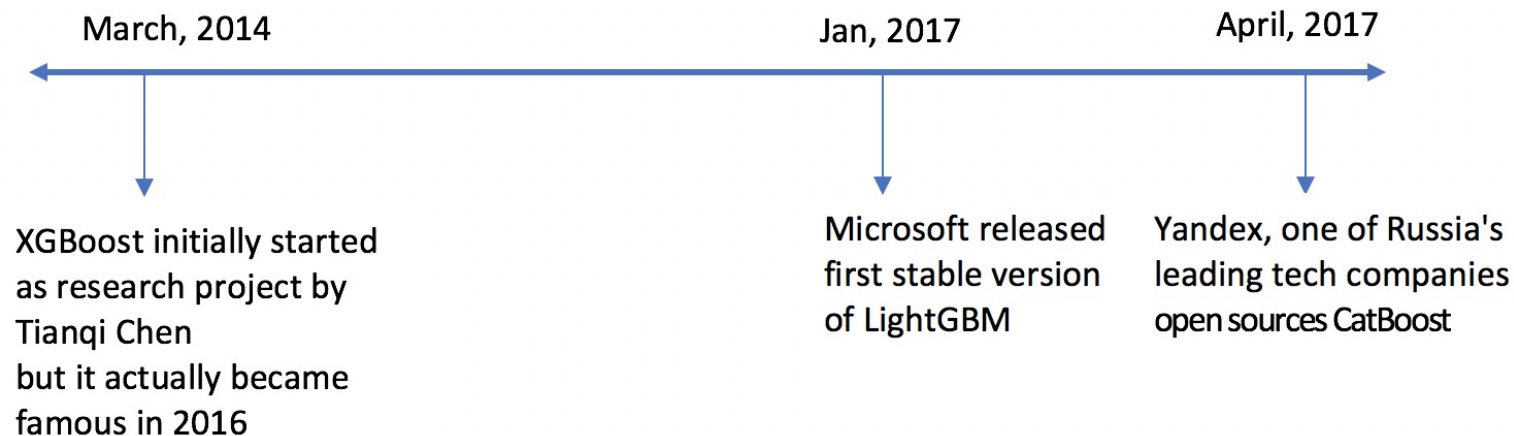 March, 2014
Jan, 2017
April, 2017
XGBoost initially started
as research project by
Tianqi Chen
but it actually became
famous in 2016
Microsoft released
first stable version
of LightGBM
Yandex, one of Russia's
leading tech companies
open sources CatBoost